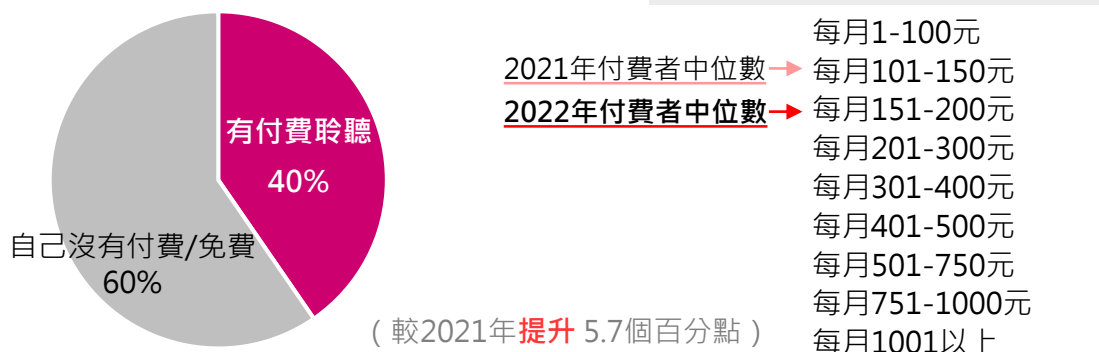 有付費聆聽
40%
自己沒有付費/免費
60%
(較2021年提升 5.7個百分點)
2021年付費者中位數
2022年付費者中位數
每月1-100元
每月101-150元
每月151-200元
每月201-300元
每月301-400元
每月401-500元
每月501-750元
每月751-1000元
每月1001以上